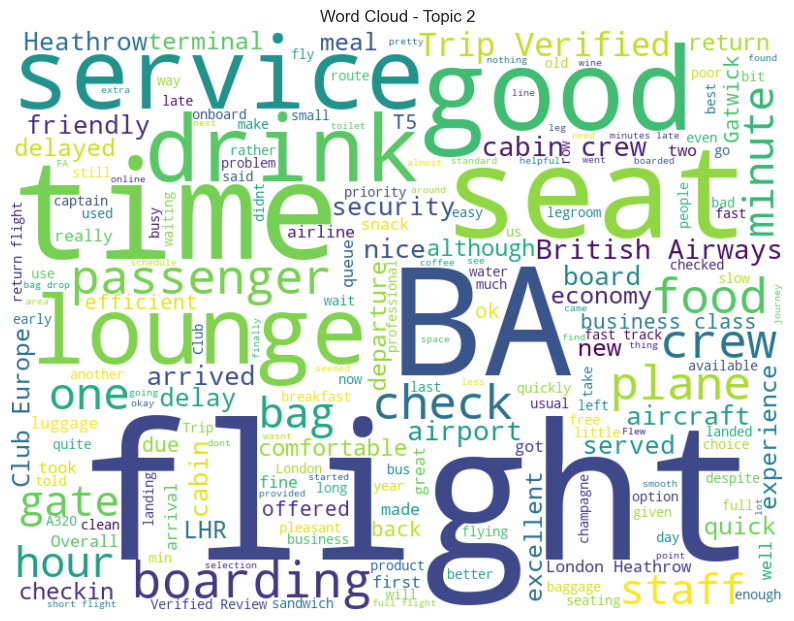 Word Cloud - Topic 2
Heathrow terminal meal fly Trip Verified return
pretty nothing wine old poor bit found
service good
extra way route best
late onboard small line Gatwick
friendly next toilet make T5 leg need minutes late even minute
drink
delayed FA rather cabin crew two go
still problem said row standard helpful went boarded
time seat
captain online priority security almost around easy legroom people bad fast
used busy waiting didnt snack us
really airline queue nice although British Airways
return flight schedule passenger coffee see checked
bag drop use efficient water much board slow food
area wait departure professional ok economy journey
early lounge BA business class came
Club Europe Club finally space find new fast track thing available crew
seemed
another arrived now last less quickly usual take plane
one going delay breakfast check
okay bag left experience
luggage airport free aircraft
quite due Trip wasnt got little landed
took dont comfortable served choice
told London bus great Flew
flight
gate landing cabin started fine long year option smooth despite
A320 clean arrival provided offered made champagne given full lot quick
Overall LHR pleasant back flying excellent day
hour min business point well
selection product better London Heathrow
boarding first baggage staff
checkin will seating enough
short flight Verified Review sandwich full flight